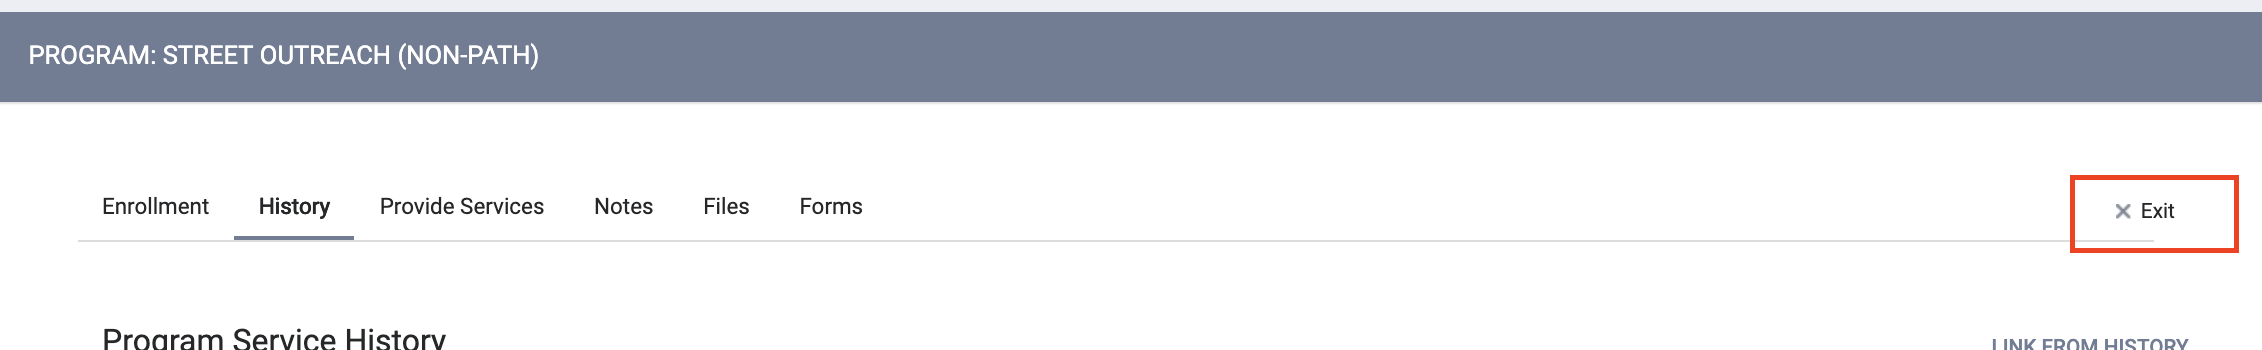 PROGRAM: STREET OUTREACH (NON-PATH)
Enrollment History Provide Services Notes Files Forms Exit
Program Service History LINK FROM HISTORY